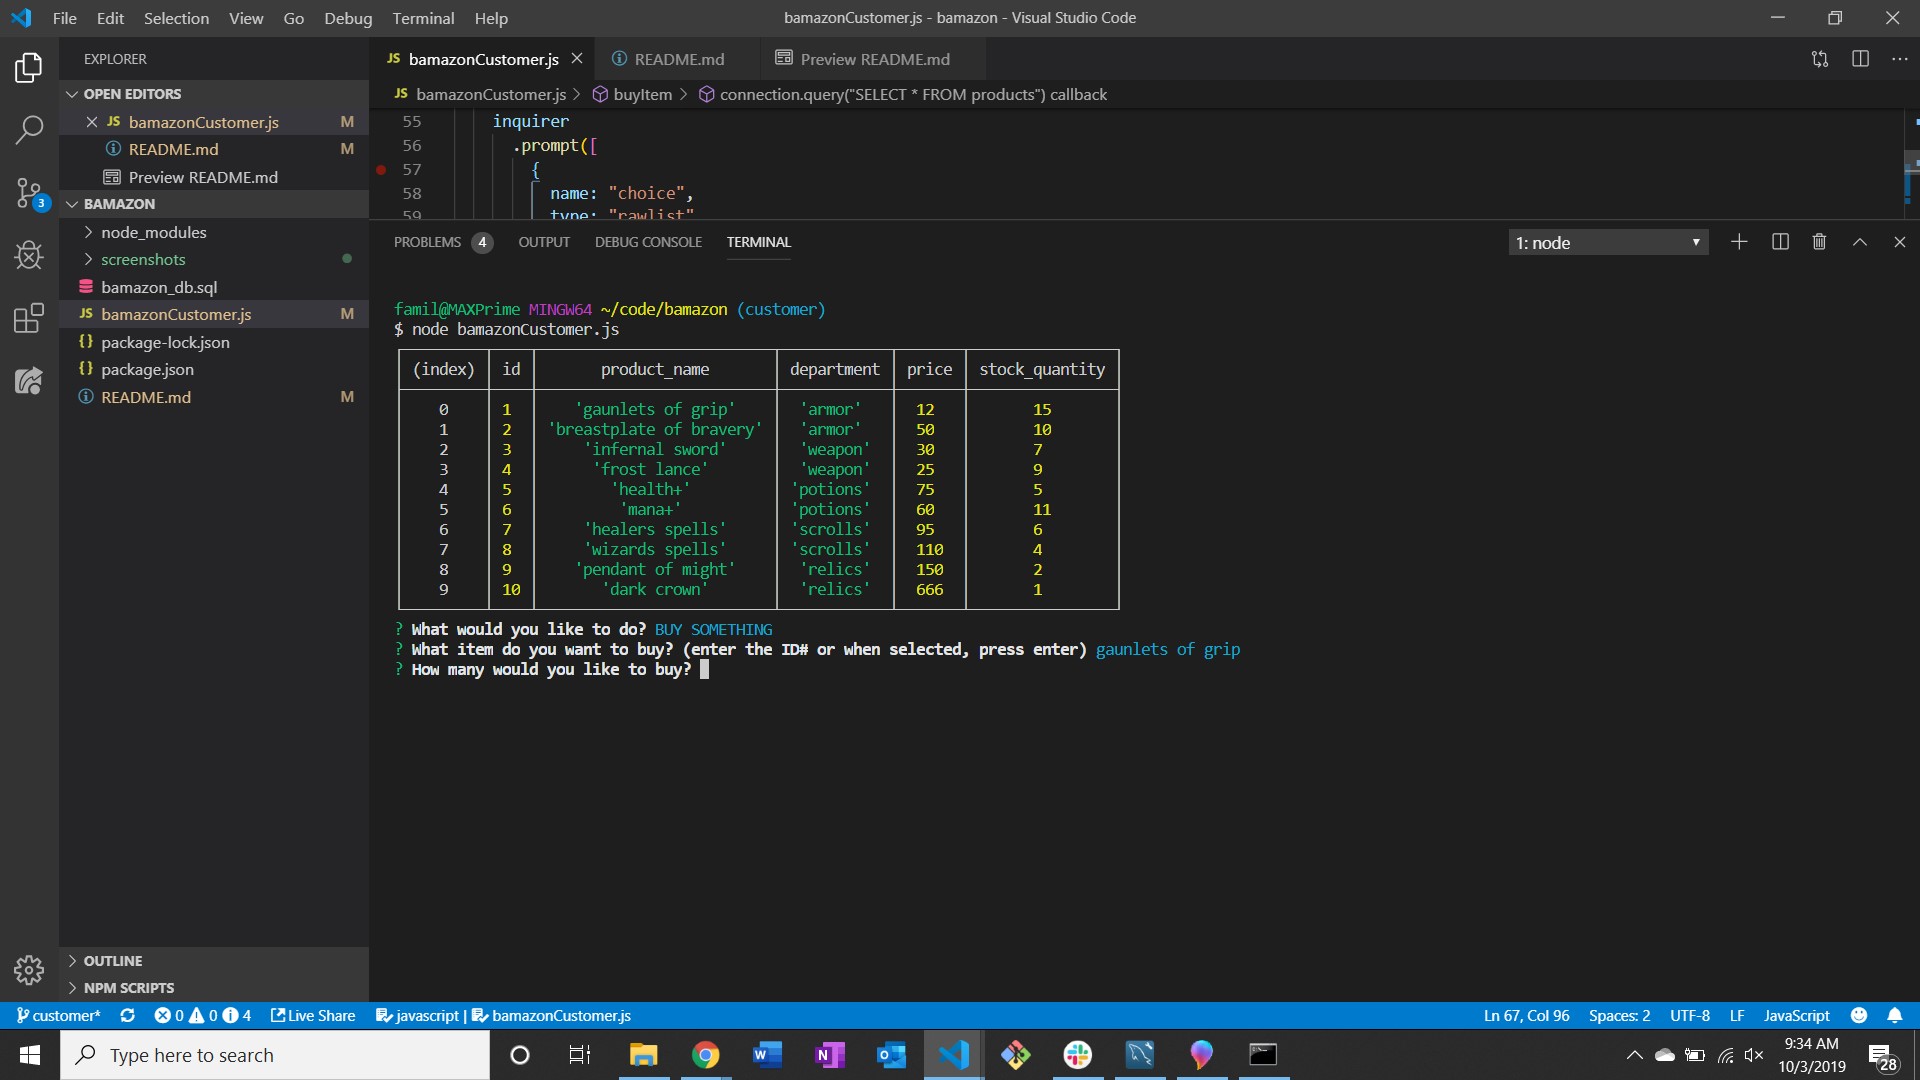 File Edit Selection View Go Debug Terminal Help
bamazonCustomer.js - bamazon - Visual Studio Code
EXPLORER
OPEN EDITORS
JS bamazonCustomer.js M
README.md M
Preview README.md
BAMAZON
node_modules
screenshots
bamazon_db.sql
JS bamazonCustomer.js M
{} package-lock.json
{} package.json
README.md M
OUTLINE
NPM SCRIPTS
3
JS bamazonCustomer.js README.md Preview README.md
JS bamazonCustomer.js > buyItem > connection.query("SELECT * FROM products") callback
55 inquirer
56 .prompt([
57 {
58 name: "choice",
59 type: "rawlist"
PROBLEMS 4 OUTPUT DEBUG CONSOLE TERMINAL 1: node
famil@MAXPrime MINGW64 ~/code/bamazon (customer)
$ node bamazonCustomer.js
(index) id product_name department price stock_quantity
0 1 'gaunlets of grip' 'armor' 12 15
1 2 'breastplate of bravery' 'armor' 50 10
2 3 'infernal sword' 'weapon' 30 7
3 4 'frost lance' 'weapon' 25 9
4 5 'health+' 'potions' 75 5
5 6 'mana+' 'potions' 60 11
6 7 'healers spells' 'scrolls' 95 6
7 8 'wizards spells' 'scrolls' 110 4
8 9 'pendant of might' 'relics' 150 2
9 10 'dark crown' 'relics' 666 1
? What would you like to do? BUY SOMETHING
? What item do you want to buy? (enter the ID# or when selected, press enter) gaunlets of grip
? How many would you like to buy?
customer* 0 0 4 Live Share javascript | bamazonCustomer.js Ln 67, Col 96 Spaces: 2 UTF-8 LF JavaScript
Type here to search
9:34 AM
10/3/2019
28